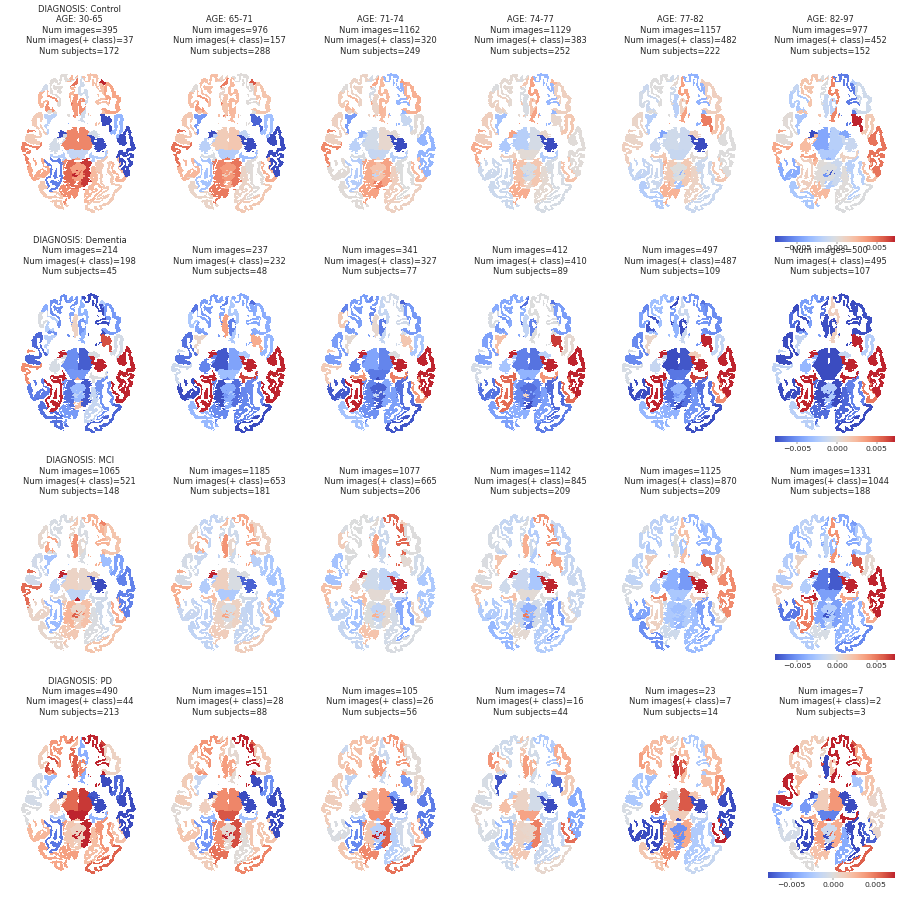 DIAGNOSIS: Control
AGE: 30-65
Num images=395
Num images(+ class)=37
Num subjects=172
AGE: 65-71
Num images=976
Num images(+ class)=157
Num subjects=288
AGE: 71-74
Num images=1162
Num images(+ class)=320
Num subjects=249
AGE: 74-77
Num images=1129
Num images(+ class)=383
Num subjects=252
AGE: 77-82
Num images=1157
Num images(+ class)=482
Num subjects=222
AGE: 82-97
Num images=977
Num images(+ class)=452
Num subjects=152
−0.005 0.000 0.005
DIAGNOSIS: Dementia
Num images=214
Num images(+ class)=198
Num subjects=45
Num images=237
Num images(+ class)=232
Num subjects=48
Num images=341
Num images(+ class)=327
Num subjects=77
Num images=412
Num images(+ class)=410
Num subjects=89
Num images=497
Num images(+ class)=487
Num subjects=109
Num images=500
Num images(+ class)=495
Num subjects=107
−0.005 0.000 0.005
DIAGNOSIS: MCI
Num images=1065
Num images(+ class)=521
Num subjects=148
Num images=1185
Num images(+ class)=653
Num subjects=181
Num images=1077
Num images(+ class)=665
Num subjects=206
Num images=1142
Num images(+ class)=845
Num subjects=209
Num images=1125
Num images(+ class)=870
Num subjects=209
Num images=1331
Num images(+ class)=1044
Num subjects=188
−0.005 0.000 0.005
DIAGNOSIS: PD
Num images=490
Num images(+ class)=44
Num subjects=213
Num images=151
Num images(+ class)=28
Num subjects=88
Num images=105
Num images(+ class)=26
Num subjects=56
Num images=74
Num images(+ class)=16
Num subjects=44
Num images=23
Num images(+ class)=7
Num subjects=14
Num images=7
Num images(+ class)=2
Num subjects=3
−0.005 0.000 0.005